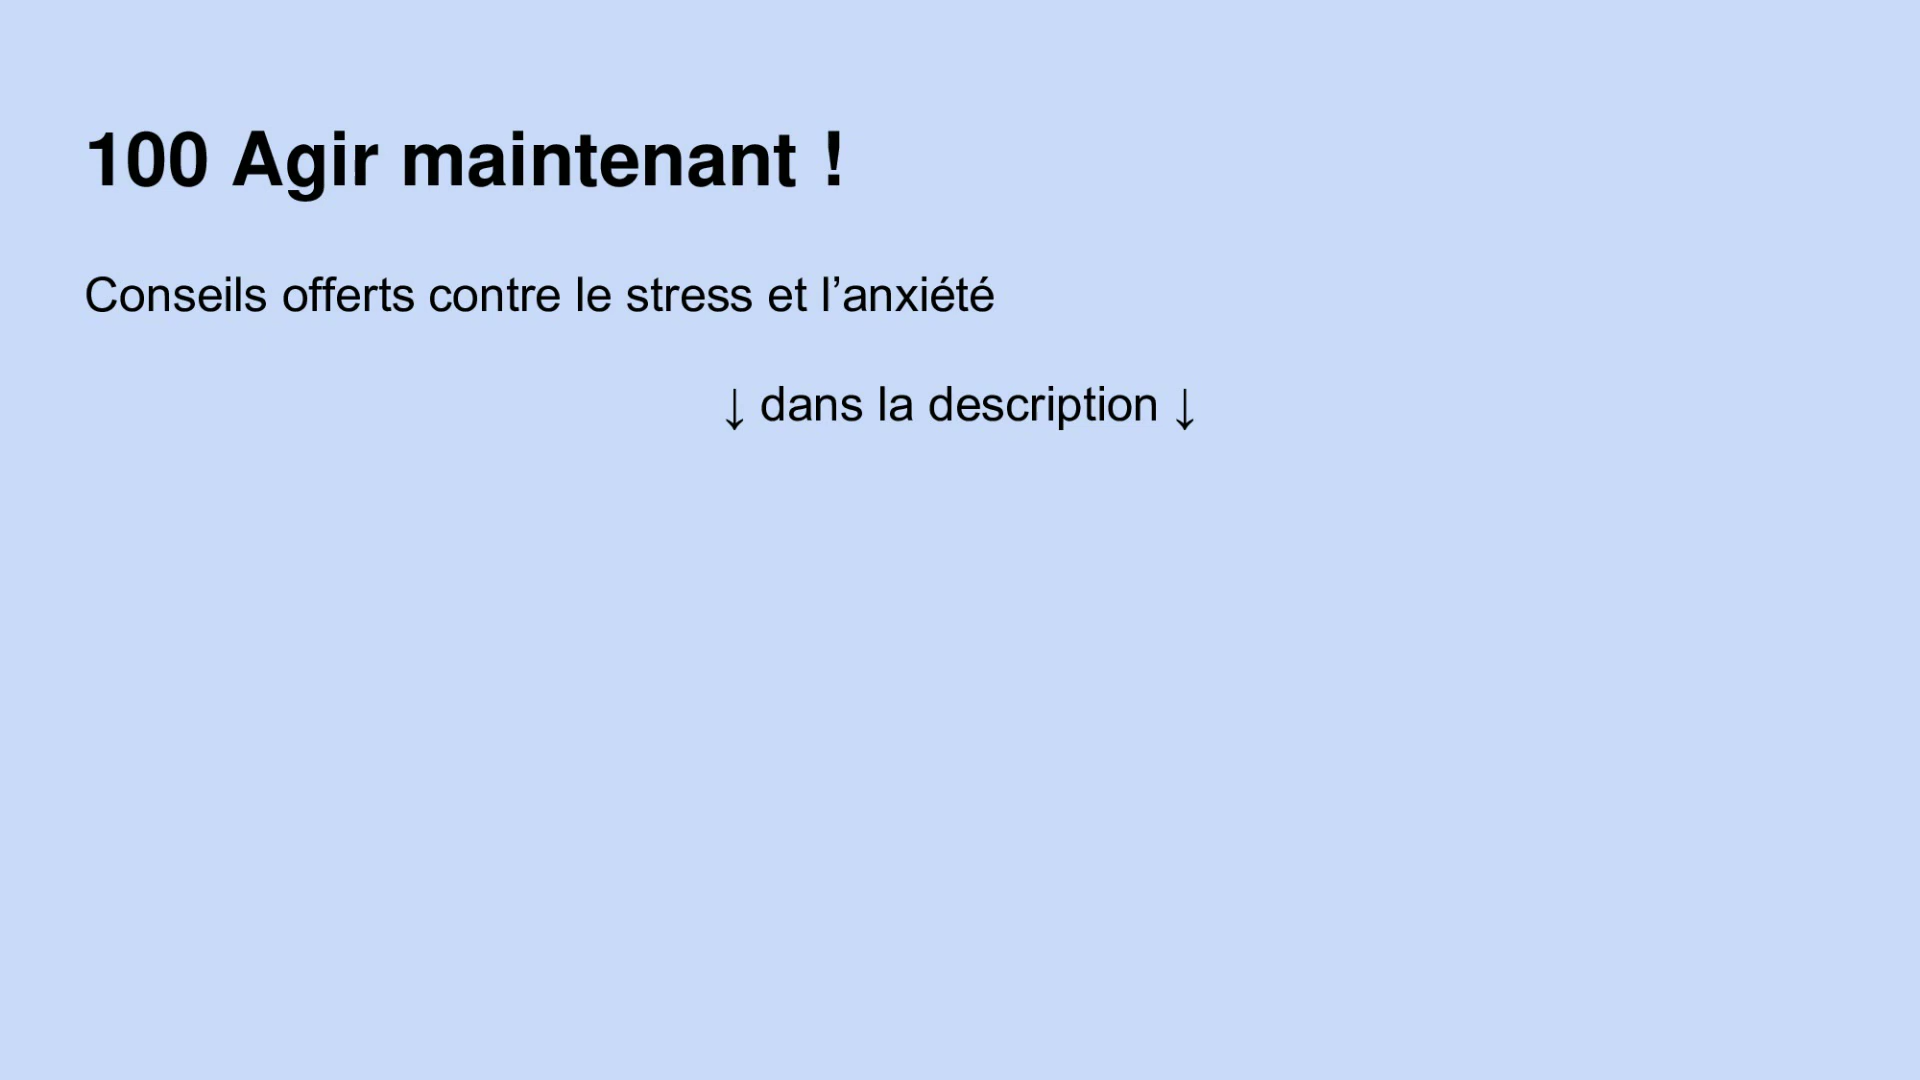 100 Agir maintenant !
Conseils offerts contre le stress et l’anxiété
↓ dans la description ↓